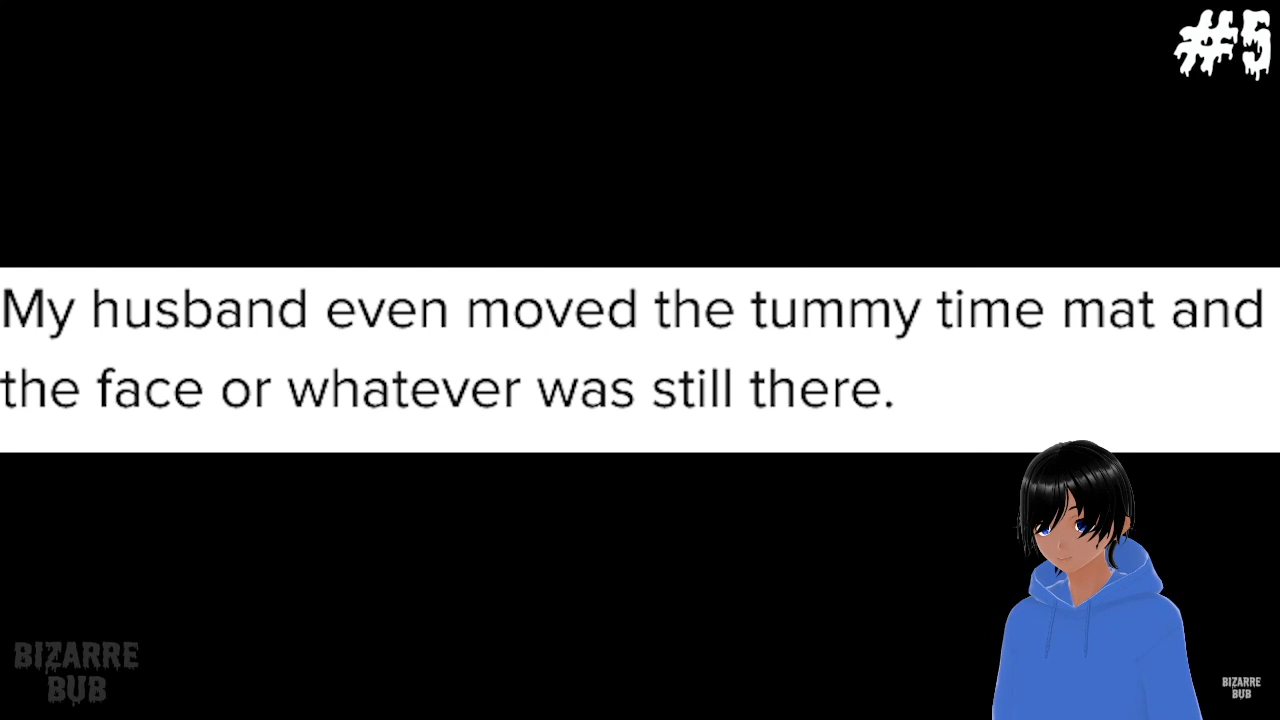 #5
My husband even moved the tummy time mat and
the face or whatever was still there.
BIZARRE
BUB
BIZARRE
BUB